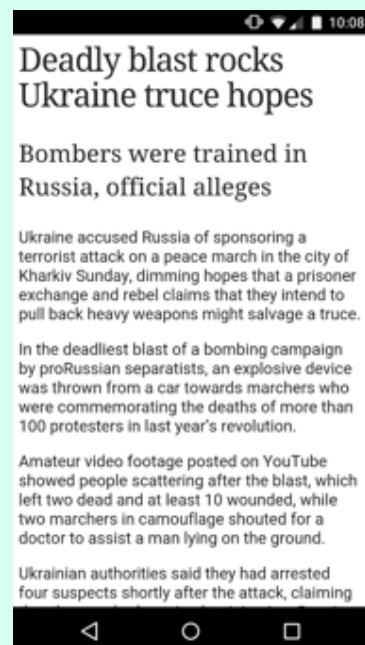 10:08
Deadly blast rocks
Ukraine truce hopes
Bombers were trained in
Russia, official alleges
Ukraine accused Russia of sponsoring a
terrorist attack on a peace march in the city of
Kharkiv Sunday, dimming hopes that a prisoner
exchange and rebel claims that they intend to
pull back heavy weapons might salvage a truce.
In the deadliest blast of a bombing campaign
by proRussian separatists, an explosive device
was thrown from a car towards marchers who
were commemorating the deaths of more than
100 protesters in last year's revolution.
Amateur video footage posted on YouTube
showed people scattering after the blast, which
left two dead and at least 10 wounded, while
two marchers in camouflage shouted for a
doctor to assist a man lying on the ground.
Ukrainian authorities said they had arrested
four suspects shortly after the attack, claiming